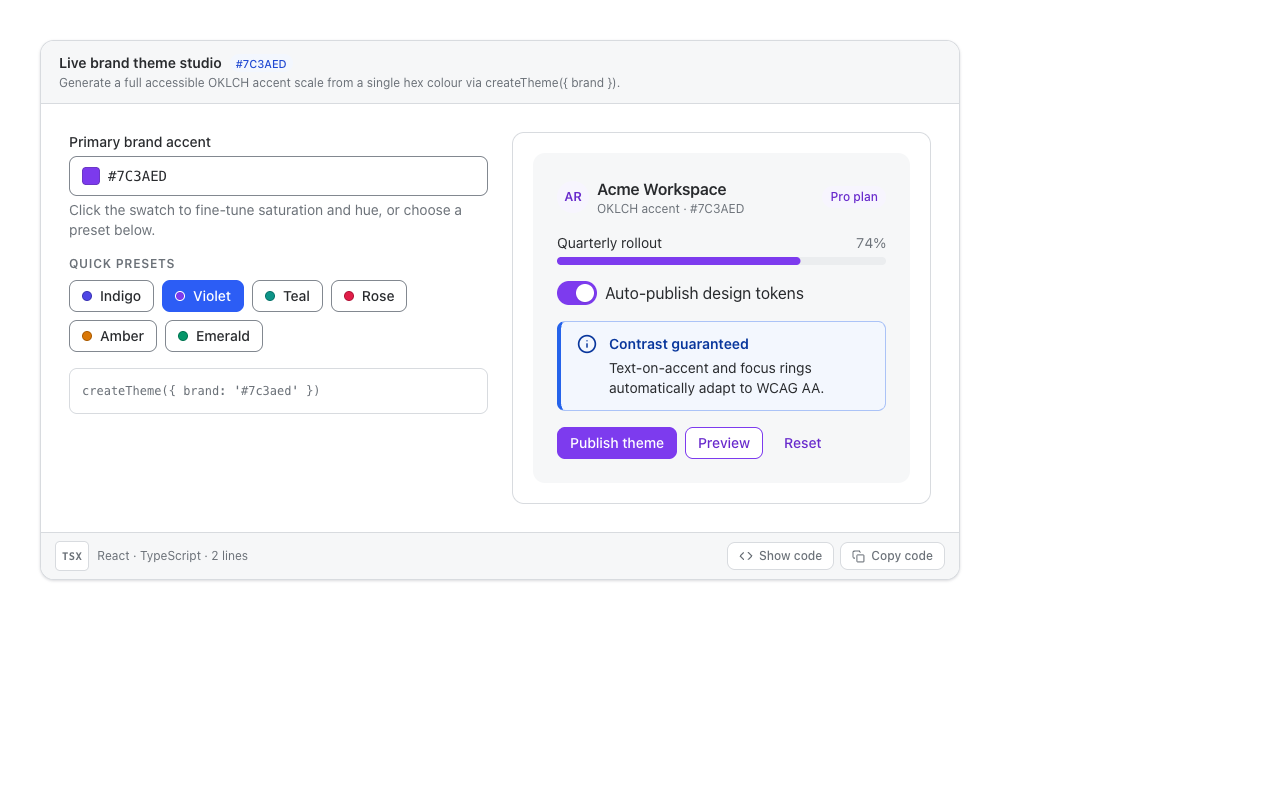 Live brand theme studio #7C3AED
Generate a full accessible OKLCH accent scale from a single hex colour via createTheme({ brand }).
Primary brand accent
#7C3AED
Click the swatch to fine-tune saturation and hue, or choose a
preset below.
QUICK PRESETS
Indigo Violet Teal Rose
Amber Emerald
createTheme({ brand: '#7c3aed' })
AR
Acme Workspace
OKLCH accent · #7C3AED
Pro plan
Quarterly rollout 74%
Auto-publish design tokens
Contrast guaranteed
Text-on-accent and focus rings
automatically adapt to WCAG AA.
Publish theme Preview Reset
TSX React · TypeScript · 2 lines
Show code Copy code